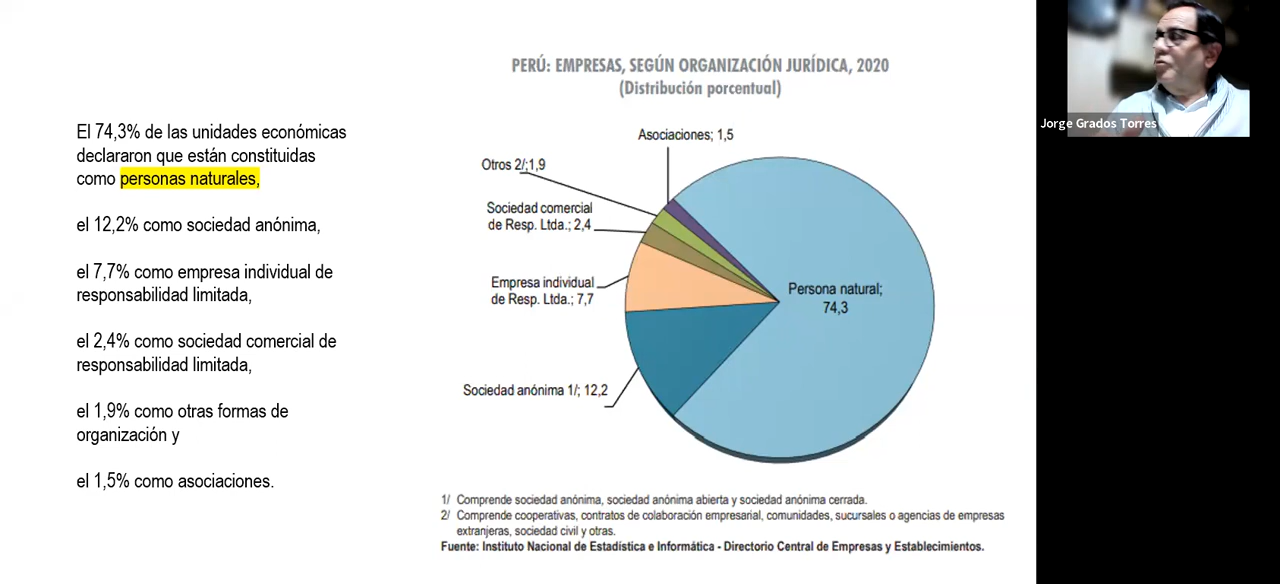 El 74,3% de las unidades económicas
declararon que están constituidas
como personas naturales,
el 12,2% como sociedad anónima,
el 7,7% como empresa individual de
responsabilidad limitada,
el 2,4% como sociedad comercial de
responsabilidad limitada,
el 1,9% como otras formas de
organización y
el 1,5% como asociaciones.
PERÚ: EMPRESAS, SEGÚN ORGANIZACIÓN JURÍDICA, 2020
(Distribución porcentual)
Asociaciones; 1,5
Otros 2/;1,9
Sociedad comercial
de Resp. Ltda.; 2,4
Empresa individual
de Resp. Ltda.; 7,7
Sociedad anónima 1/; 12,2
Persona natural;
74,3
1/ Comprende sociedad anónima, sociedad anónima abierta y sociedad anónima cerrada.
2/ Comprende cooperativas, contratos de colaboración empresarial, comunidades, sucursales o agencias de empresas
extranjeras, sociedad civil y otras.
Fuente: Instituto Nacional de Estadística e Informática - Directorio Central de Empresas y Establecimientos.
Jorge Grados Torres